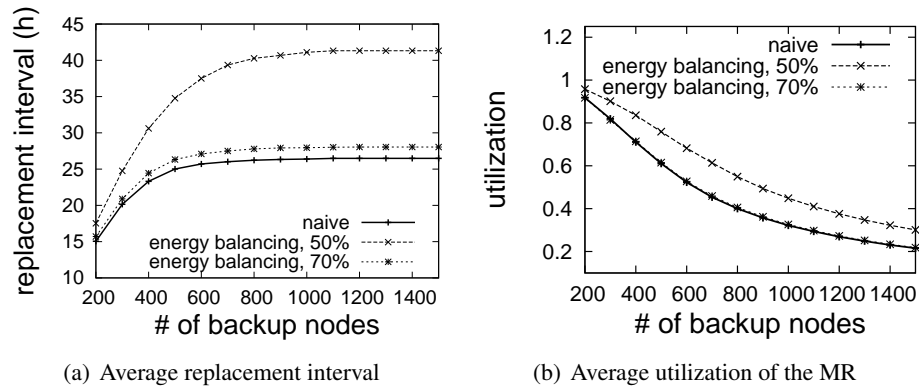 replacement interval (h)
45
40
35
30
25
20
15
10
naive
energy balancing, 50%
energy balancing, 70%
200 400 600 800 1000 1200 1400
# of backup nodes
(a) Average replacement interval
utilization
1.2
1
0.8
0.6
0.4
0.2
naive
energy balancing, 50%
energy balancing, 70%
200 400 600 800 1000 1200 1400
# of backup nodes
(b) Average utilization of the MR